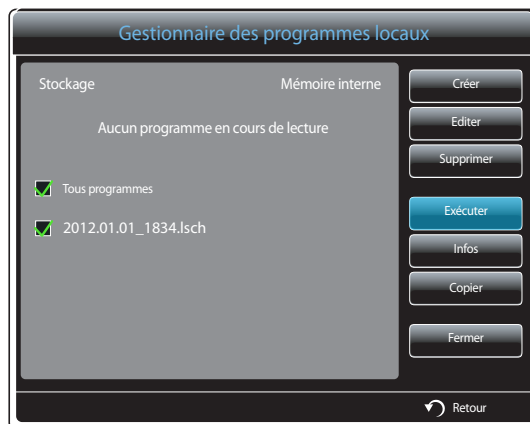 Gestionnaire des programmes locaux
Stockage Mémoire interne
Aucun programme en cours de lecture
Tous programmes
2012.01.01_1834.lsch
Créer
Editer
Supprimer
Exécuter
Infos
Copier
Fermer
Retour